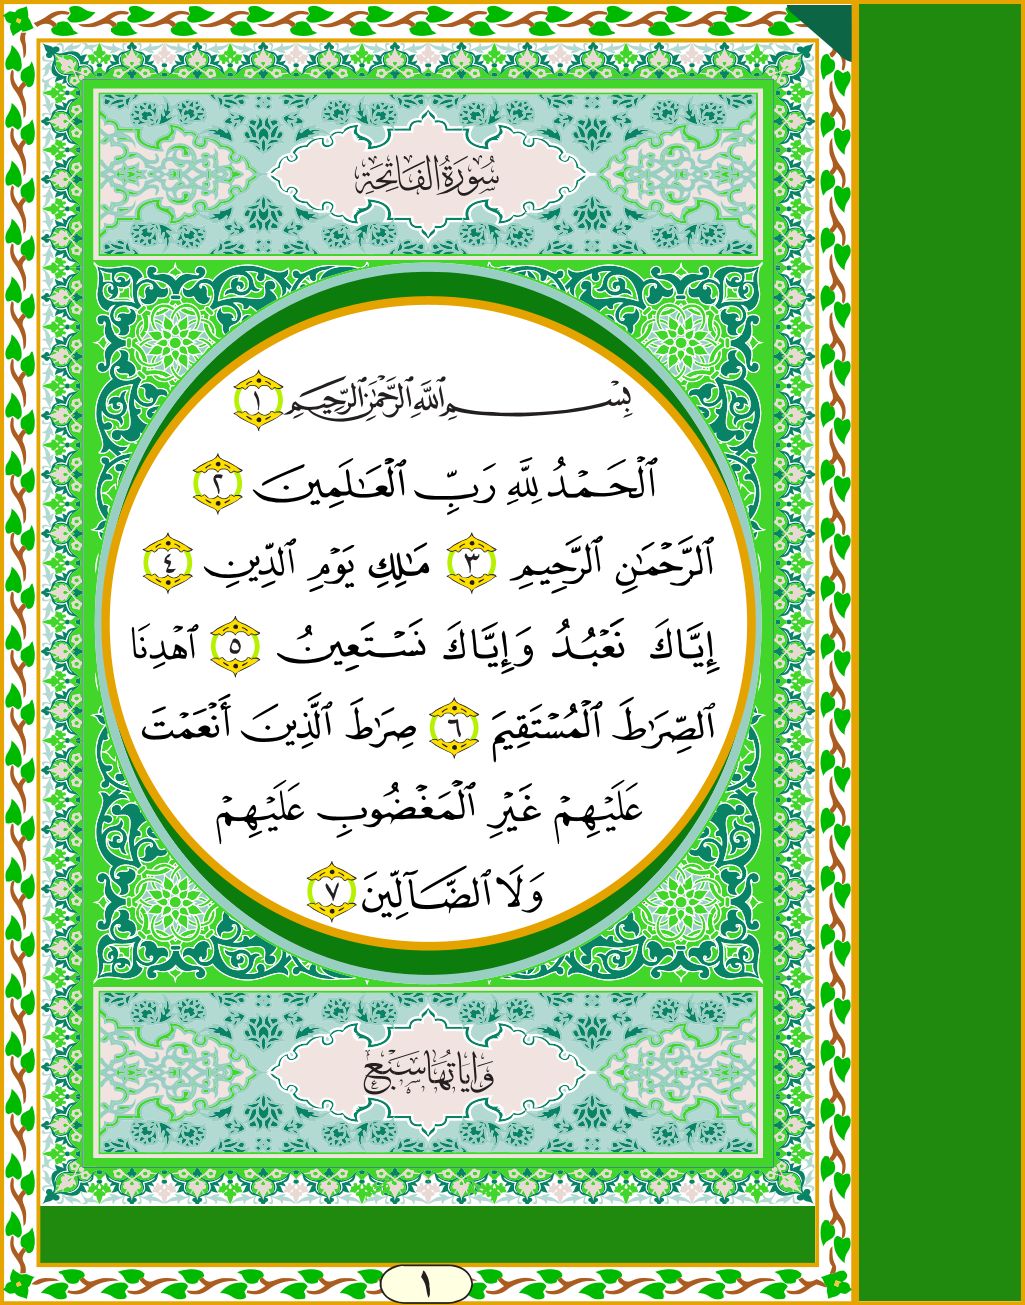 سُورَةُ الفَاتِحَةِ
بِسْمِ ٱللَّهِ ٱلرَّحْمَٰنِ ٱلرَّحِيمِ ١
ٱلْحَمْدُ لِلَّهِ رَبِّ ٱلْعَـٰلَمِينَ ٢
ٱلرَّحْمَـٰنِ ٱلرَّحِيمِ ٣ مَـٰلِكِ يَوْمِ ٱلدِّينِ ٤
إِيَّاكَ نَعْبُدُ وَإِيَّاكَ نَسْتَعِينُ ٥ ٱهْدِنَا
ٱلصِّرَٰطَ ٱلْمُسْتَقِيمَ ٦ صِرَٰطَ ٱلَّذِينَ أَنْعَمْتَ
عَلَيْهِمْ غَيْرِ ٱلْمَغْضُوبِ عَلَيْهِمْ
وَلَا ٱلضَّآلِّينَ ٧
وَاٰيَاتُهَا سَبْعٌ
١